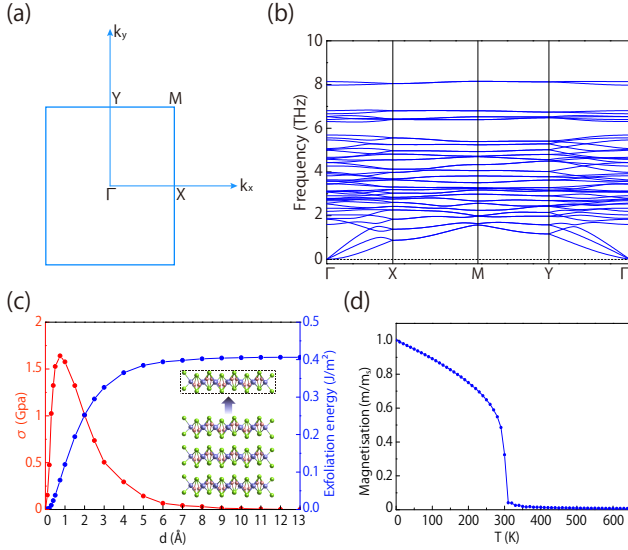 (a)
k_y
Y
M
Γ
X
k_x
(b)
Frequency (THz)
10
8
6
4
2
0
Γ
X
M
Y
Γ
(c)
σ (Gpa)
2
1.5
1
0.5
0
0 1 2 3 4 5 6 7 8 9 10 11 12 13
d (Å)
0.5
0.4
0.3
0.2
0.1
0.0
Exfoliation energy (J/m²)
(d)
Magnetisation (m/m₀)
1.0
0.8
0.6
0.4
0.2
0.0
0 100 200 300 400 500 600
T (K)